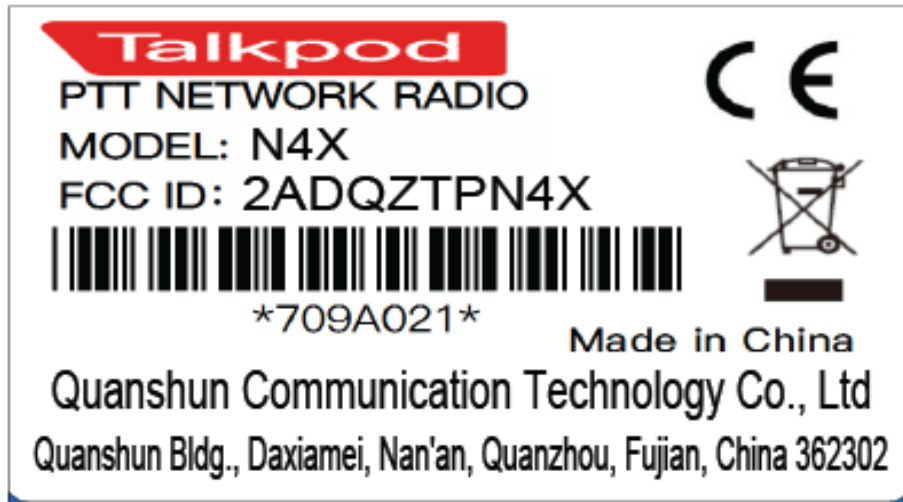 Talkpod
PTT NETWORK RADIO
MODEL: N4X
FCC ID: 2ADQZTPN4X
*709A021*
CE
Made in China
Quanshun Communication Technology Co., Ltd
Quanshun Bldg., Daxiamei, Nan'an, Quanzhou, Fujian, China 362302